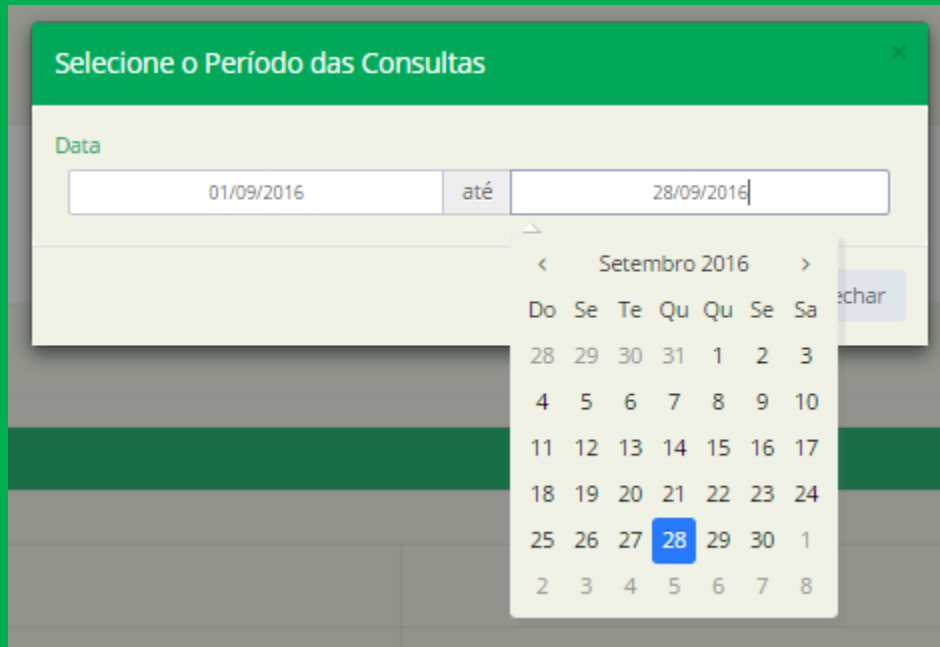 Selecione o Período das Consultas ×
Data
01/09/2016 até 28/09/2016
‹ Setembro 2016 ›
echar
Do Se Te Qu Qu Se Sa
28 29 30 31 1 2 3
4 5 6 7 8 9 10
11 12 13 14 15 16 17
18 19 20 21 22 23 24
25 26 27 28 29 30 1
2 3 4 5 6 7 8